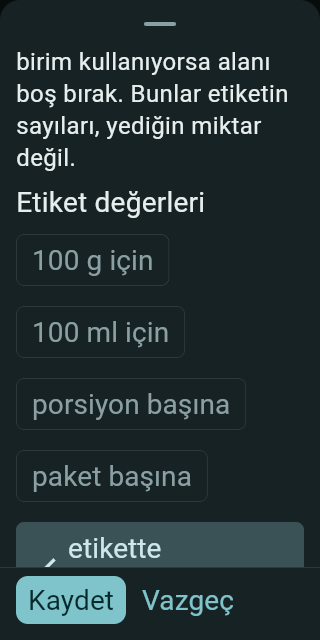 birim kullanıyorsa alanı
boş bırak. Bunlar etiketin
sayıları, yediğin miktar
değil.
Etiket değerleri
100 g için
100 ml için
porsiyon başına
paket başına
etikette
Kaydet
Vazgeç